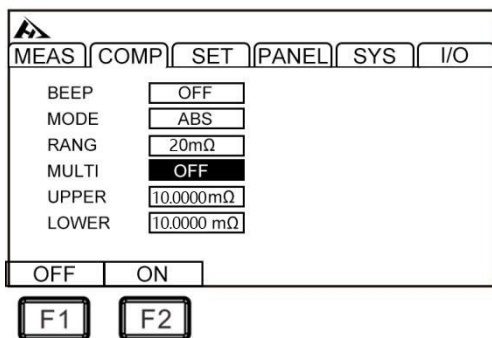 MEAS COMP SET PANEL SYS I/O
BEEP OFF
MODE ABS
RANG 20mΩ
MULTI OFF
UPPER 10.0000mΩ
LOWER 10.0000 mΩ
OFF ON
F1 F2